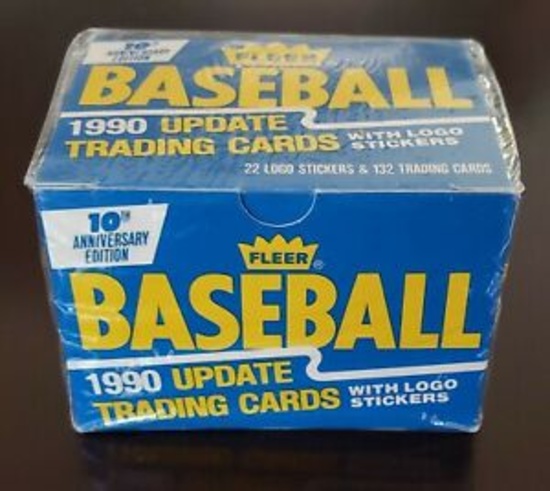 10TH
ANNIVERSARY
EDITION
FLEER
BASEBALL
1990 UPDATE
TRADING CARDS WITH LOGO
STICKERS
22 LOGO STICKERS & 132 TRADING CARDS
10TH
ANNIVERSARY
EDITION
FLEER®
BASEBALL
1990 UPDATE
TRADING CARDS WITH LOGO
STICKERS